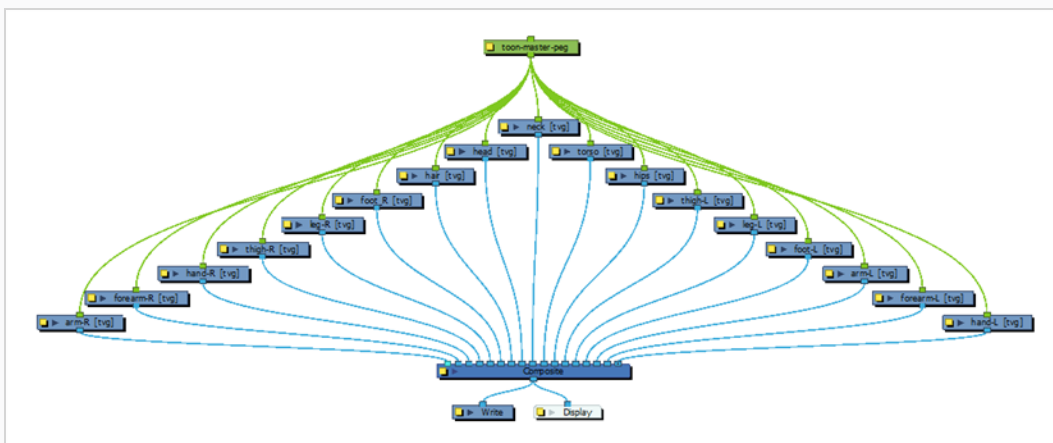 toon-master-peg
neck [tvg]
head [tvg]
torso [tvg]
hair [tvg]
hips [tvg]
foot_R [tvg]
thigh-L [tvg]
leg-R [tvg]
leg-L [tvg]
thigh-R [tvg]
foot-L [tvg]
hand-R [tvg]
arm-L [tvg]
forearm-R [tvg]
forearm-L [tvg]
arm-R [tvg]
hand-L [tvg]
Composite
Write
Display